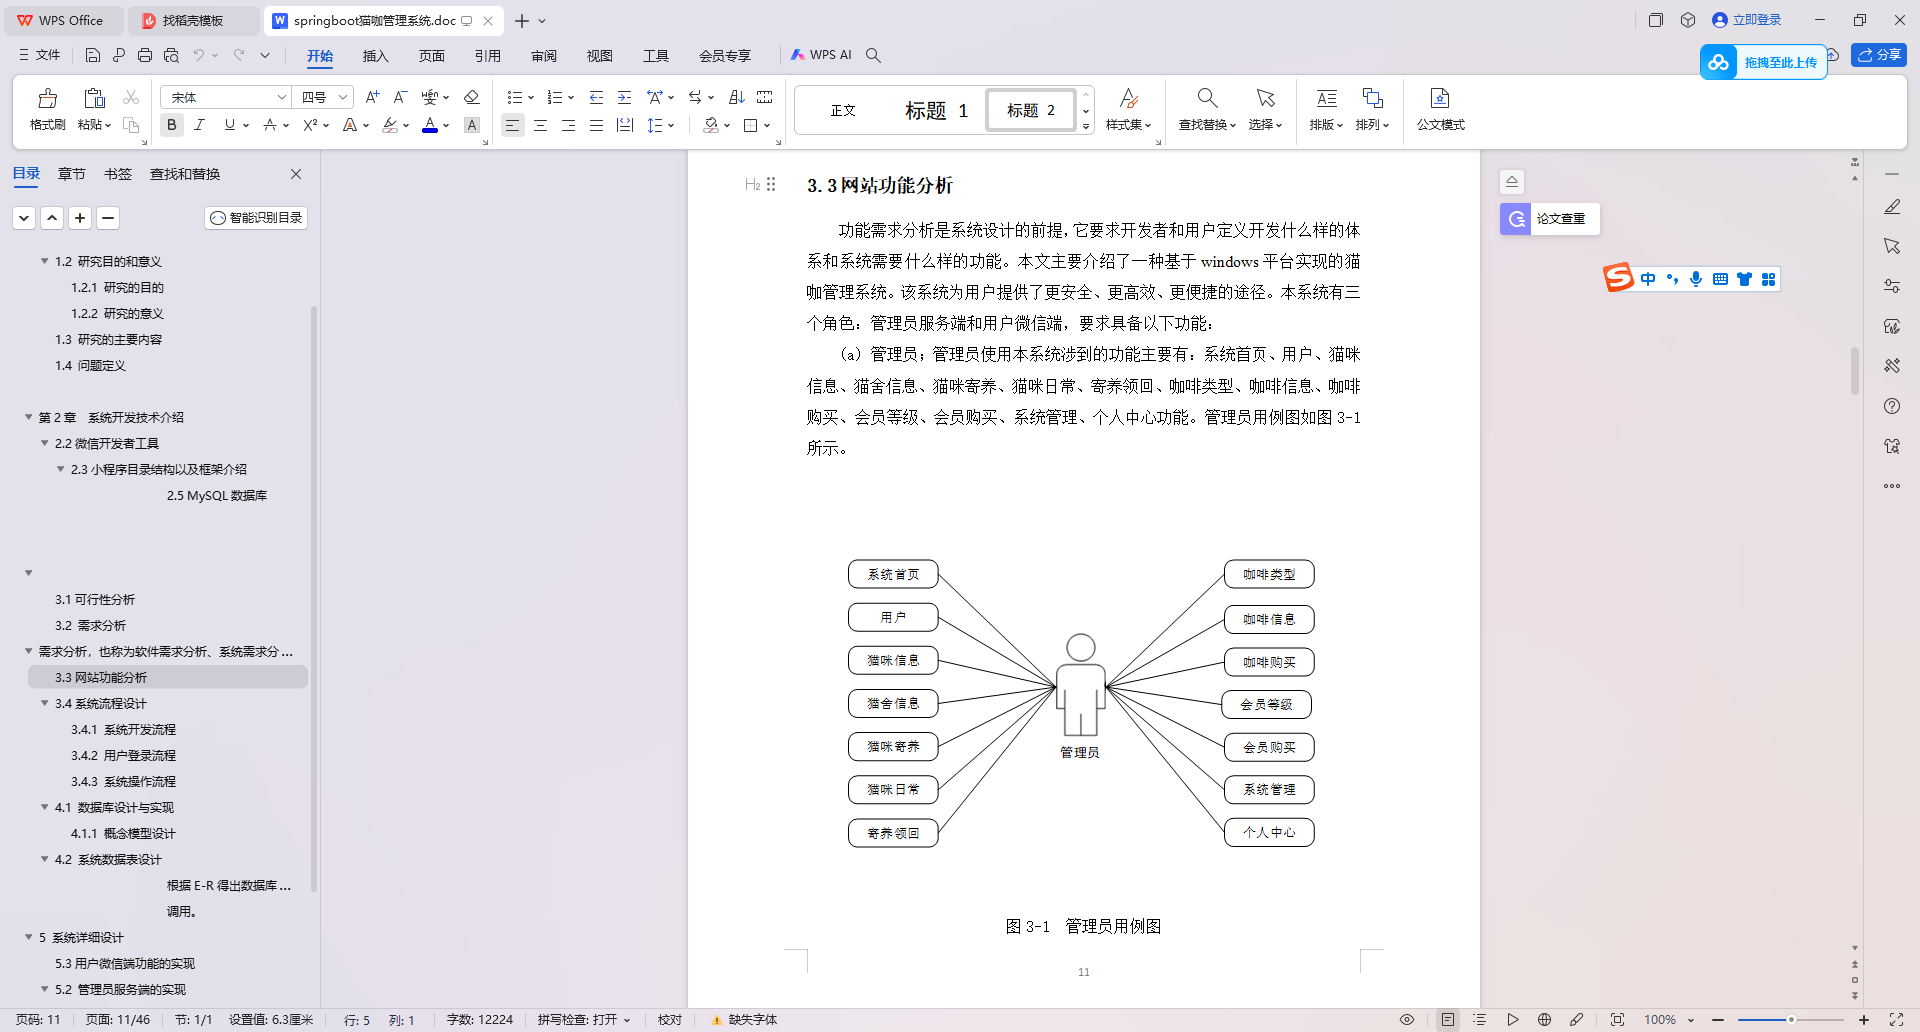 WPS Office
找稻壳模板
springboot猫咖管理系统.doc
立即登录
文件
开始
插入
页面
引用
审阅
视图
工具
会员专享
WPS AI
拖拽至此上传
分享
格式刷
粘贴
宋体
四号
正文
标题 1
标题 2
样式集
查找替换
选择
排版
排列
公文模式
目录
章节
书签
查找和替换
智能识别目录
1.2 研究目的和意义
1.2.1 研究的目的
1.2.2 研究的意义
1.3 研究的主要内容
1.4 问题定义
第 2 章 系统开发技术介绍
2.2 微信开发者工具
2.3 小程序目录结构以及框架介绍
2.5 MySQL 数据库
3.1 可行性分析
3.2 需求分析
需求分析，也称为软件需求分析、系统需求分 ...
3.3 网站功能分析
3.4 系统流程设计
3.4.1 系统开发流程
3.4.2 用户登录流程
3.4.3 系统操作流程
4.1 数据库设计与实现
4.1.1 概念模型设计
4.2 系统数据表设计
根据 E-R 得出数据库 ...
调用。
5 系统详细设计
5.3 用户微信端功能的实现
5.2 管理员服务端的实现
H2
3.3 网站功能分析
功能需求分析是系统设计的前提，它要求开发者和用户定义开发什么样的体
系和系统需要什么样的功能。本文主要介绍了一种基于 windows 平台实现的猫
咖管理系统。该系统为用户提供了更安全、更高效、更便捷的途径。本系统有三
个角色：管理员服务端和用户微信端，要求具备以下功能：
（a）管理员；管理员使用本系统涉到的功能主要有：系统首页、用户、猫咪
信息、猫舍信息、猫咪寄养、猫咪日常、寄养领回、咖啡类型、咖啡信息、咖啡
购买、会员等级、会员购买、系统管理、个人中心功能。管理员用例图如图 3-1
所示。
系统首页
用户
猫咪信息
猫舍信息
猫咪寄养
猫咪日常
寄养领回
管理员
咖啡类型
咖啡信息
咖啡购买
会员等级
会员购买
系统管理
个人中心
图 3-1 管理员用例图
11
论文查重
中
页码: 11
页面: 11/46
节: 1/1
设置值: 6.3厘米
行: 5
列: 1
字数: 12224
拼写检查: 打开
校对
缺失字体
100%